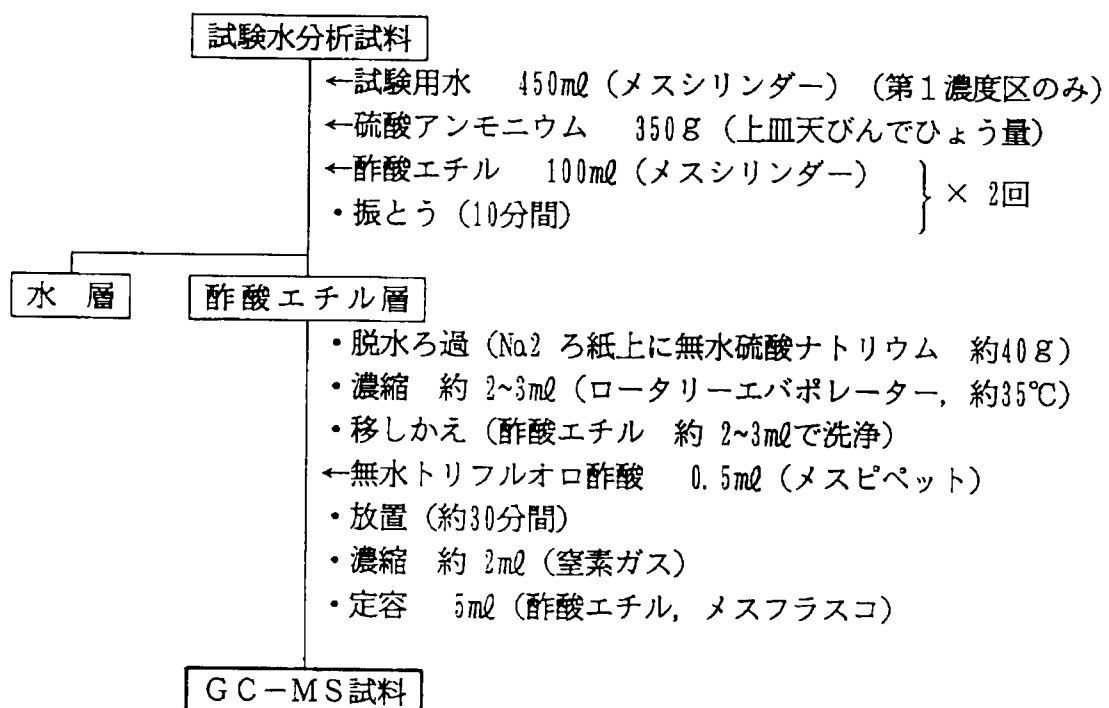 試験水分析試料
←試験用水 450mℓ (メスシリンダー) (第1濃度区のみ)
←硫酸アンモニウム 350g (上皿天びんでひょう量)
←酢酸エチル 100mℓ (メスシリンダー)
・振とう (10分間)
} × 2回
水層 酢酸エチル層
・脱水ろ過 (No2 ろ紙上に無水硫酸ナトリウム 約40g)
・濃縮 約 2~3mℓ (ロータリーエバポレーター, 約35℃)
・移しかえ (酢酸エチル 約 2~3mℓで洗浄)
←無水トリフルオロ酢酸 0.5mℓ (メスピペット)
・放置 (約30分間)
・濃縮 約 2mℓ (窒素ガス)
・定容 5mℓ (酢酸エチル, メスフラスコ)
GC-MS試料